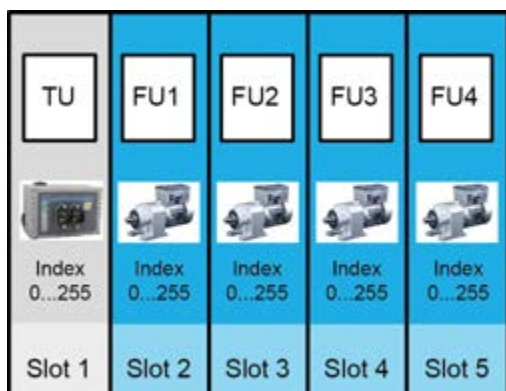 TU FU1 FU2 FU3 FU4
Index Index Index Index Index
0...255 0...255 0...255 0...255 0...255
Slot 1 Slot 2 Slot 3 Slot 4 Slot 5